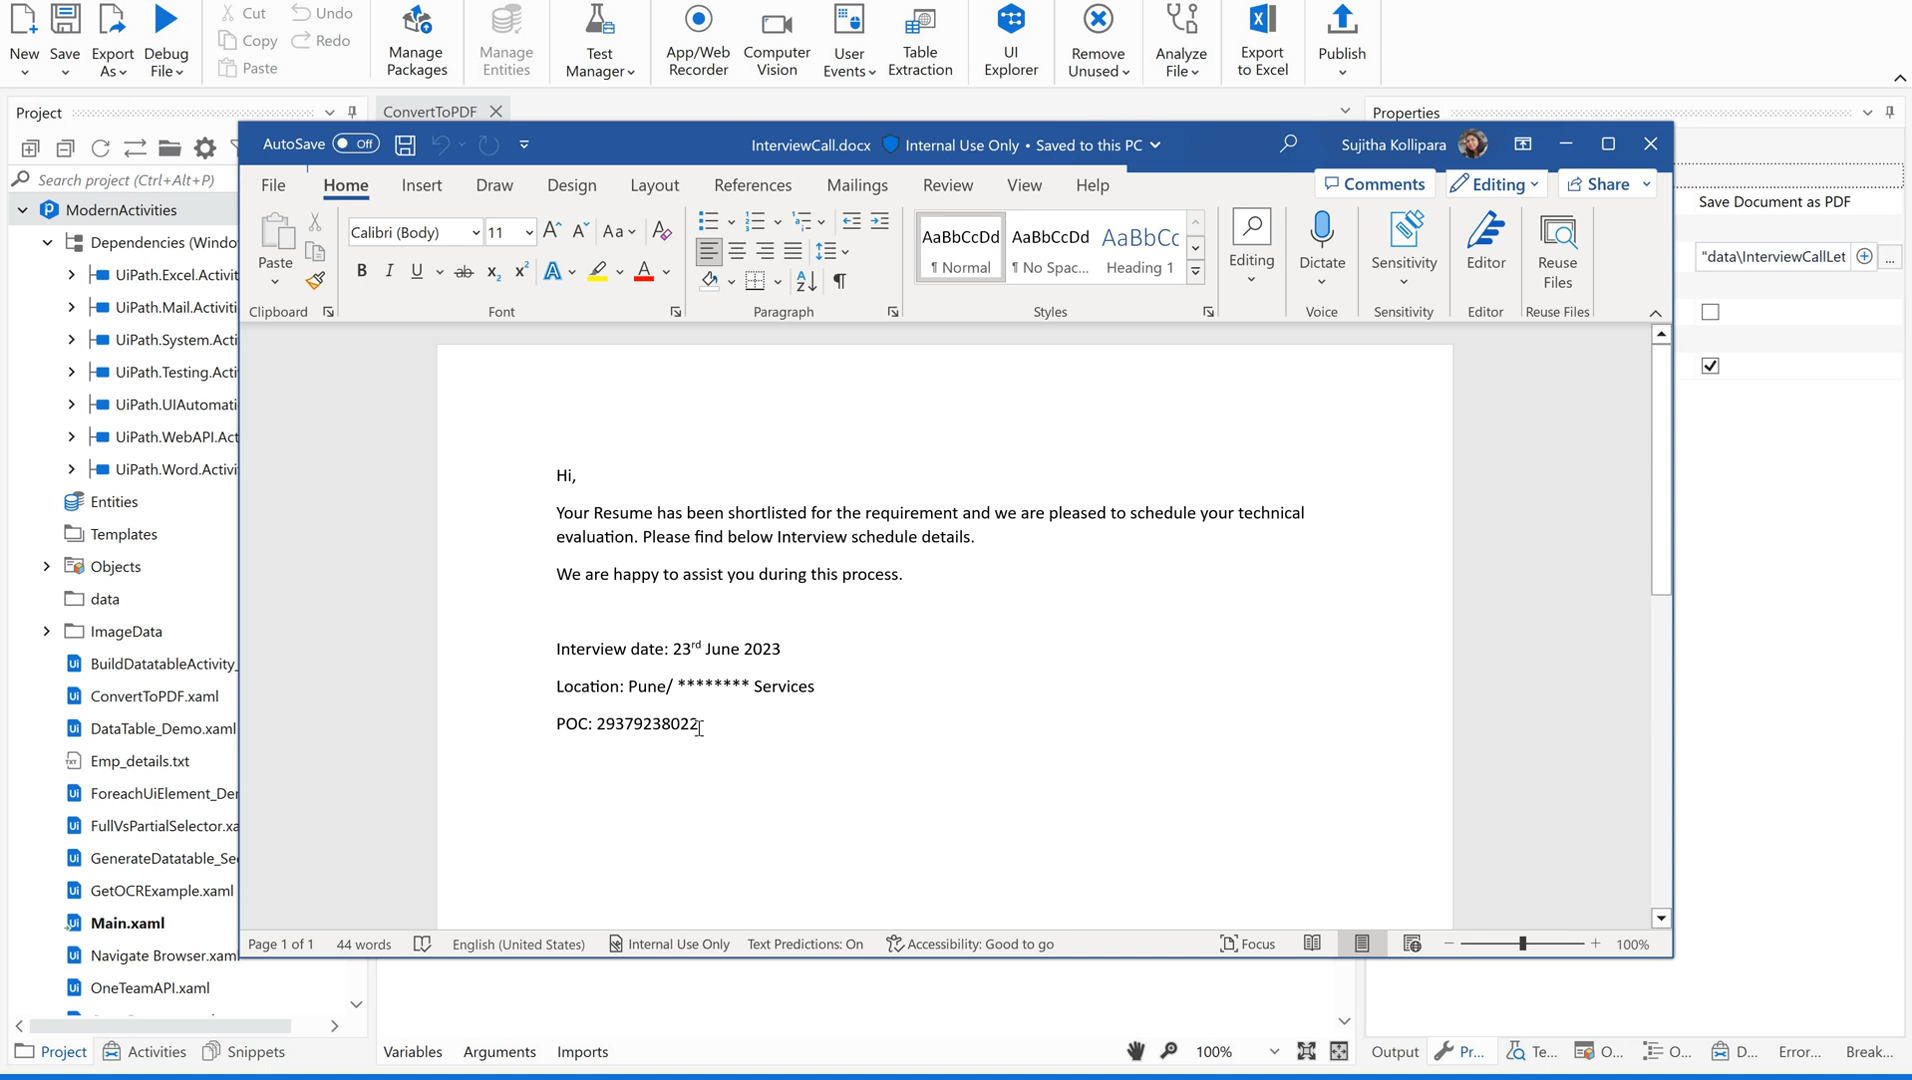 New
Save
Export As
Debug File
Cut
Copy
Paste
Undo
Redo
Manage Packages
Manage Entities
Test Manager
App/Web Recorder
Computer Vision
User Events
Table Extraction
UI Explorer
Remove Unused
Analyze File
Export to Excel
Publish
Project
ConvertToPDF
Properties
Search project (Ctrl+Alt+P)
ModernActivities
Dependencies (Windo
UiPath.Excel.Activit
UiPath.Mail.Activiti
UiPath.System.Acti
UiPath.Testing.Acti
UiPath.UIAutomati
UiPath.WebAPI.Act
UiPath.Word.Activi
Entities
Templates
Objects
data
ImageData
BuildDatatableActivity_
ConvertToPDF.xaml
DataTable_Demo.xaml
Emp_details.txt
ForeachUiElement_De
FullVsPartialSelector.xa
GenerateDatatable_Se
GetOCRExample.xaml
Main.xaml
Navigate Browser.xaml
OneTeamAPI.xaml
AutoSave Off
InterviewCall.docx Internal Use Only • Saved to this PC
Sujitha Kollipara
File Home Insert Draw Design Layout References Mailings Review View Help
Comments Editing Share
Paste
Calibri (Body) 11
AaBbCcDd AaBbCcDd AaBbCc
¶ Normal ¶ No Spac... Heading 1
Editing
Dictate
Sensitivity
Editor
Reuse Files
Clipboard Font Paragraph Styles Voice Sensitivity Editor Reuse Files
Hi,
Your Resume has been shortlisted for the requirement and we are pleased to schedule your technical
evaluation. Please find below Interview schedule details.
We are happy to assist you during this process.
Interview date: 23rd June 2023
Location: Pune/ ******** Services
POC: 29379238022
Page 1 of 1 44 words English (United States) Internal Use Only Text Predictions: On Accessibility: Good to go Focus 100%
Save Document as PDF
"data\InterviewCallLet
...
Project Activities Snippets
Variables Arguments Imports
100%
Output Pr... Te... O... O... D... Error... Break...